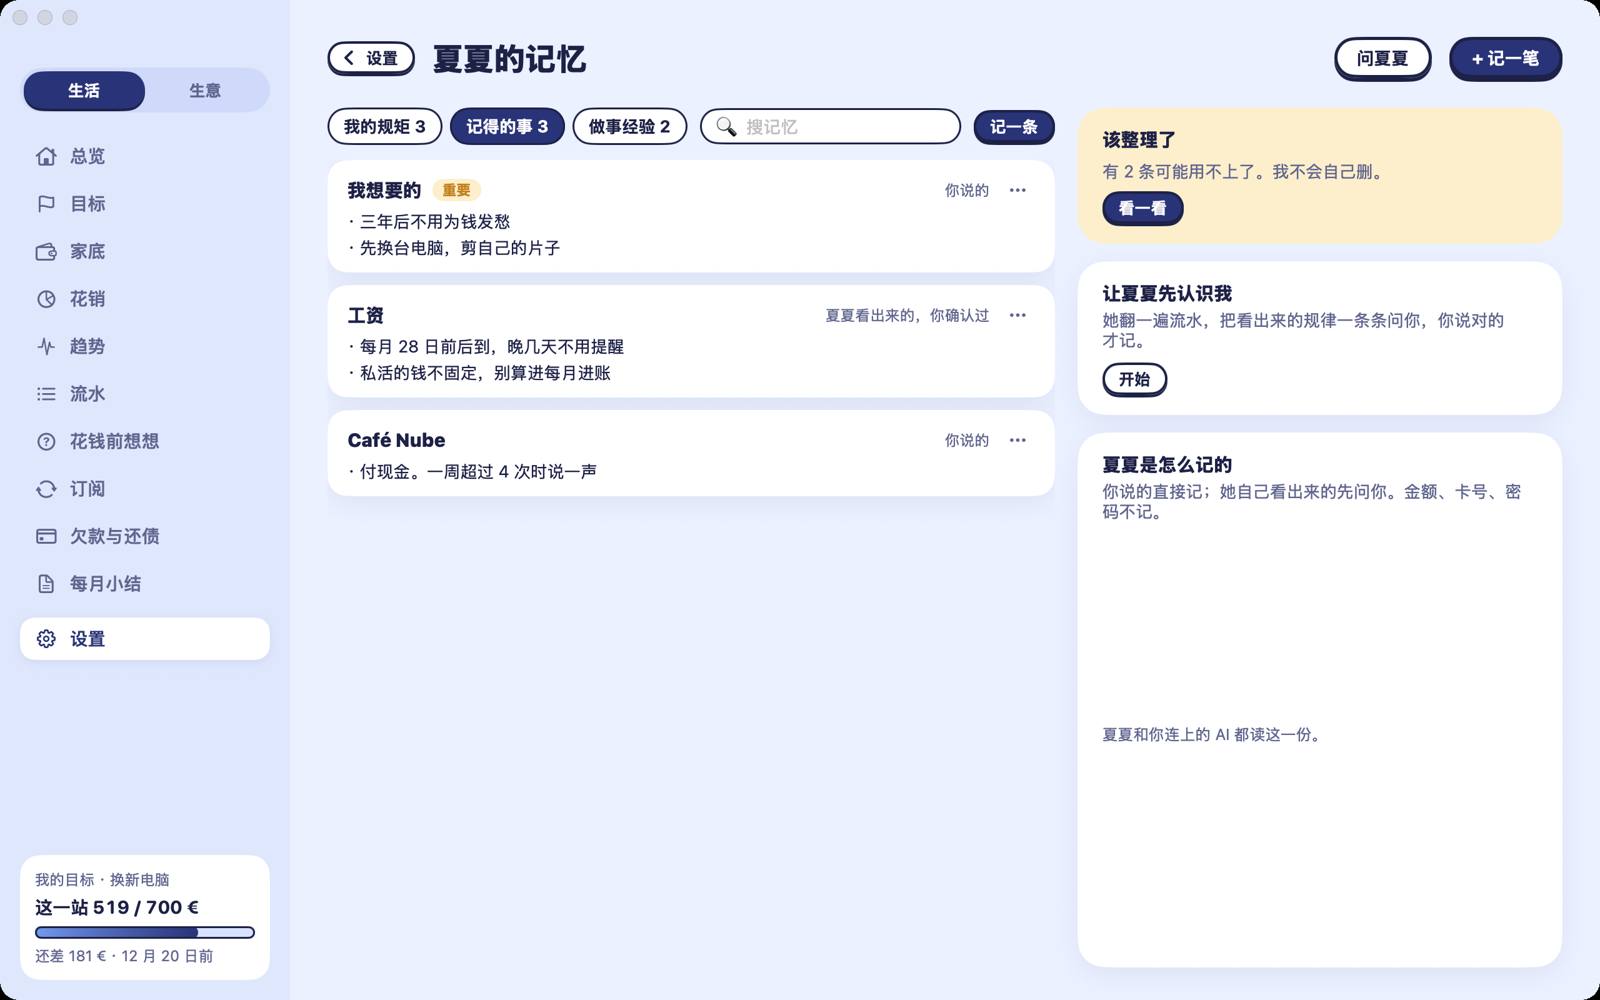 生活
生意
总览
目标
家底
花销
趋势
流水
花钱前想想
订阅
欠款与还债
每月小结
设置
我的目标 · 换新电脑
这一站 519 / 700 €
还差 181 € · 12 月 20 日前
设置
夏夏的记忆
问夏夏
+ 记一笔
我的规矩 3
记得的事 3
做事经验 2
搜记忆
记一条
我想要的 重要
你说的
· 三年后不用为钱发愁
· 先换台电脑，剪自己的片子
工资
夏夏看出来的，你确认过
· 每月 28 日前后到，晚几天不用提醒
· 私活的钱不固定，别算进每月进账
Café Nube
你说的
· 付现金。一周超过 4 次时说一声
该整理了
有 2 条可能用不上了。我不会自己删。
看一看
让夏夏先认识我
她翻一遍流水，把看出来的规律一条条问你，你说对的
才记。
开始
夏夏是怎么记的
你说的直接记；她自己看出来的先问你。金额、卡号、密
码不记。
夏夏和你连上的 AI 都读这一份。